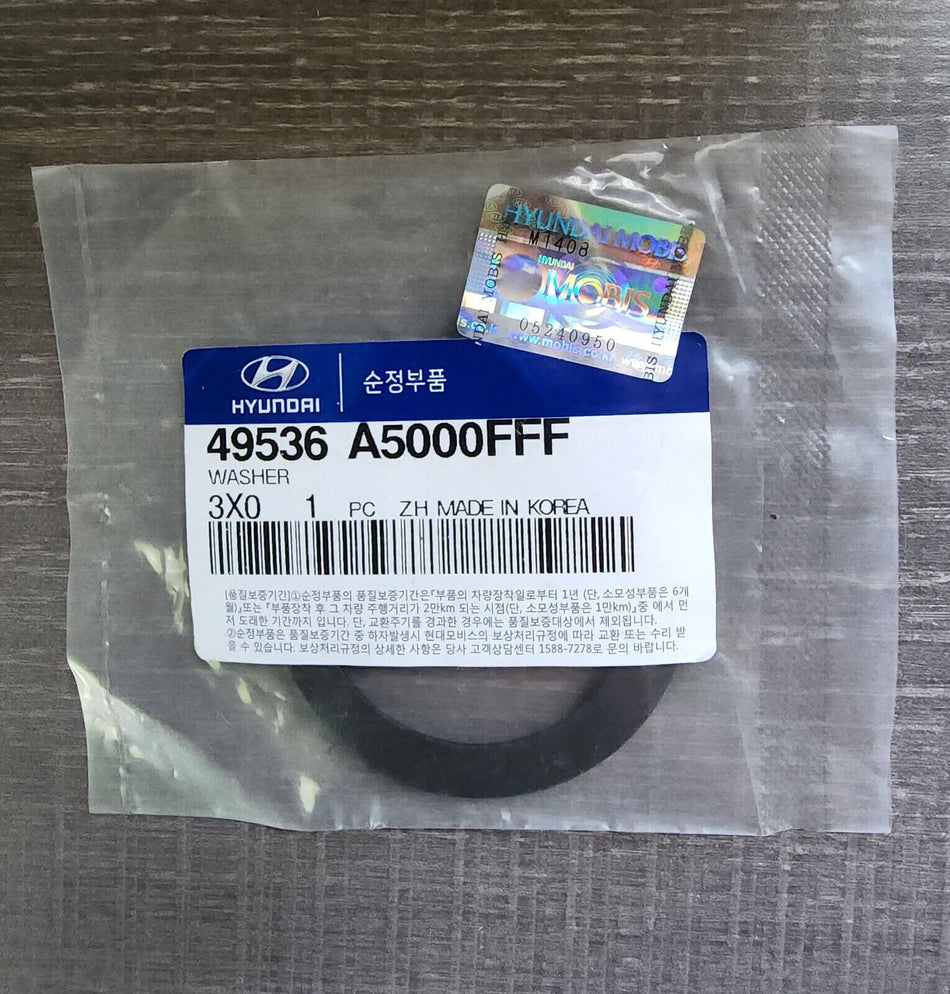 HYUNDAI MOBIS
M1408
HYUNDAI
MOBIS
05240950
www.mobis.co.kr
HYUNDAI
순정부품
49536 A5000FFF
WASHER
3X0 1 PC ZH MADE IN KOREA
[품질보증기간]①순정부품의 품질보증기간은「부품의 차량장착일로부터 1년 (단, 소모성부품은 6개
월)」또는 「부품장착 후 그 차량 주행거리가 2만km 되는 시점(단, 소모성부품은 1만km)」중 에서 먼
저 도래한 기간까지 입니다. 단, 교환주기를 경과한 경우에는 품질보증대상에서 제외됩니다.
②순정부품은 품질보증기간 중 하자발생시 현대모비스의 보상처리규정에 따라 교환 또는 수리 받
을 수 있습니다. 보상처리규정의 상세한 사항은 당사 고객상담센터 1588-7278로 문의 바랍니다.